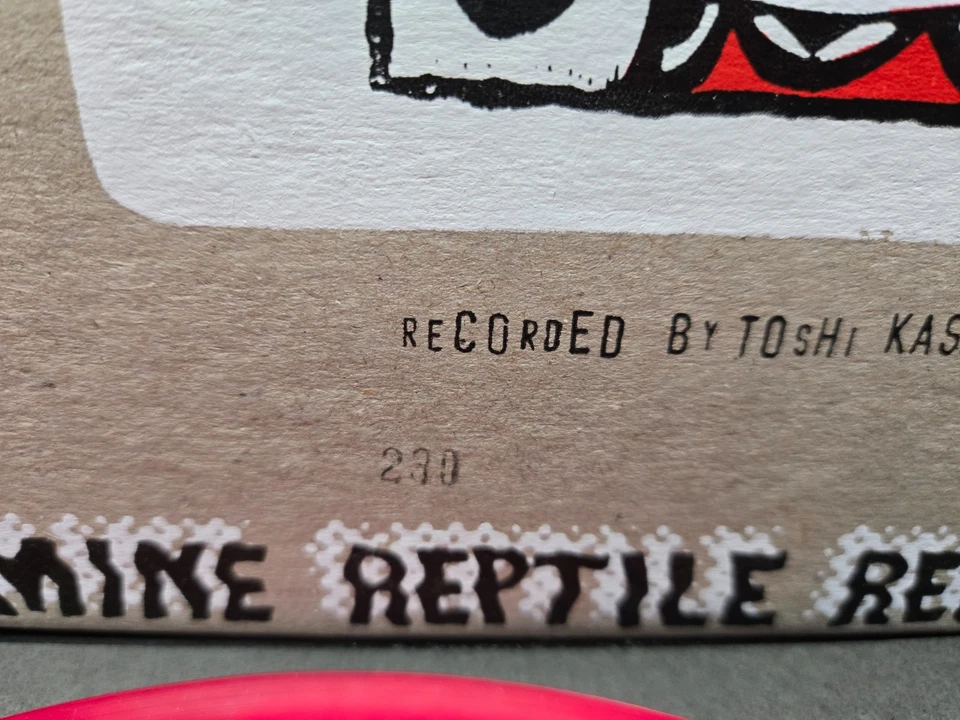 RECORDED BY TOSHI KAS
230
MINE REPTILE RE